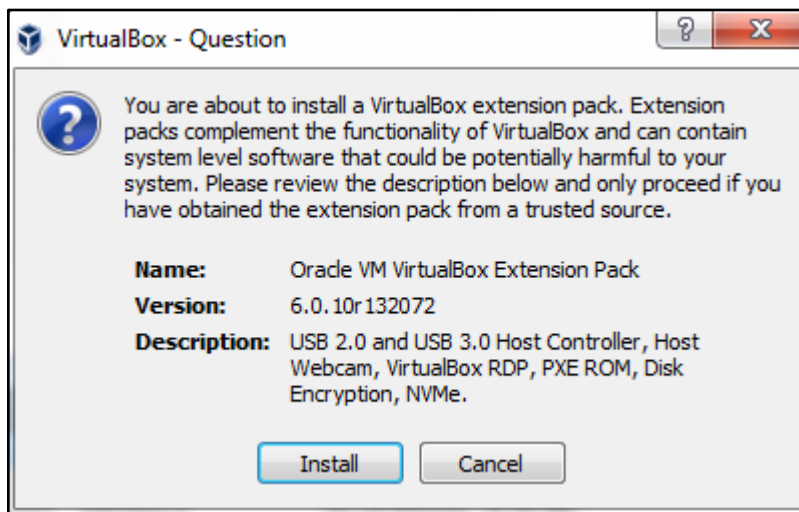 VirtualBox - Question
You are about to install a VirtualBox extension pack. Extension
packs complement the functionality of VirtualBox and can contain
system level software that could be potentially harmful to your
system. Please review the description below and only proceed if you
have obtained the extension pack from a trusted source.
Name: Oracle VM VirtualBox Extension Pack
Version: 6.0.10r132072
Description: USB 2.0 and USB 3.0 Host Controller, Host
Webcam, VirtualBox RDP, PXE ROM, Disk
Encryption, NVMe.
Install Cancel